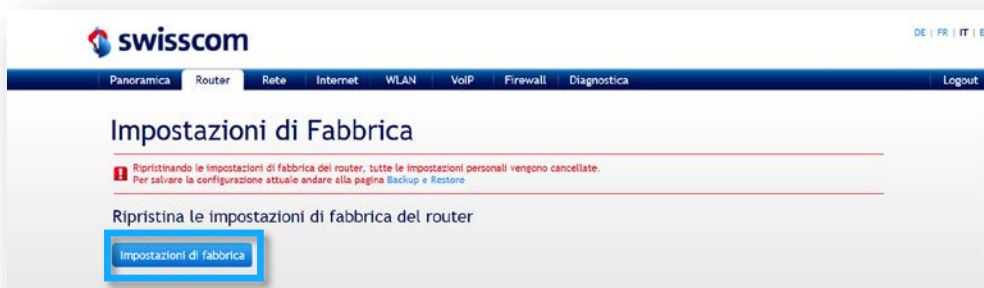 swisscom
DE | FR | IT | E
Panoramica Router Rete Internet WLAN VoIP Firewall Diagnostica Logout
Impostazioni di Fabbrica
Ripristinando le impostazioni di fabbrica del router, tutte le impostazioni personali vengono cancellate.
Per salvare la configurazione attuale andare alla pagina Backup e Restore
Ripristina le impostazioni di fabbrica del router
Impostazioni di fabbrica